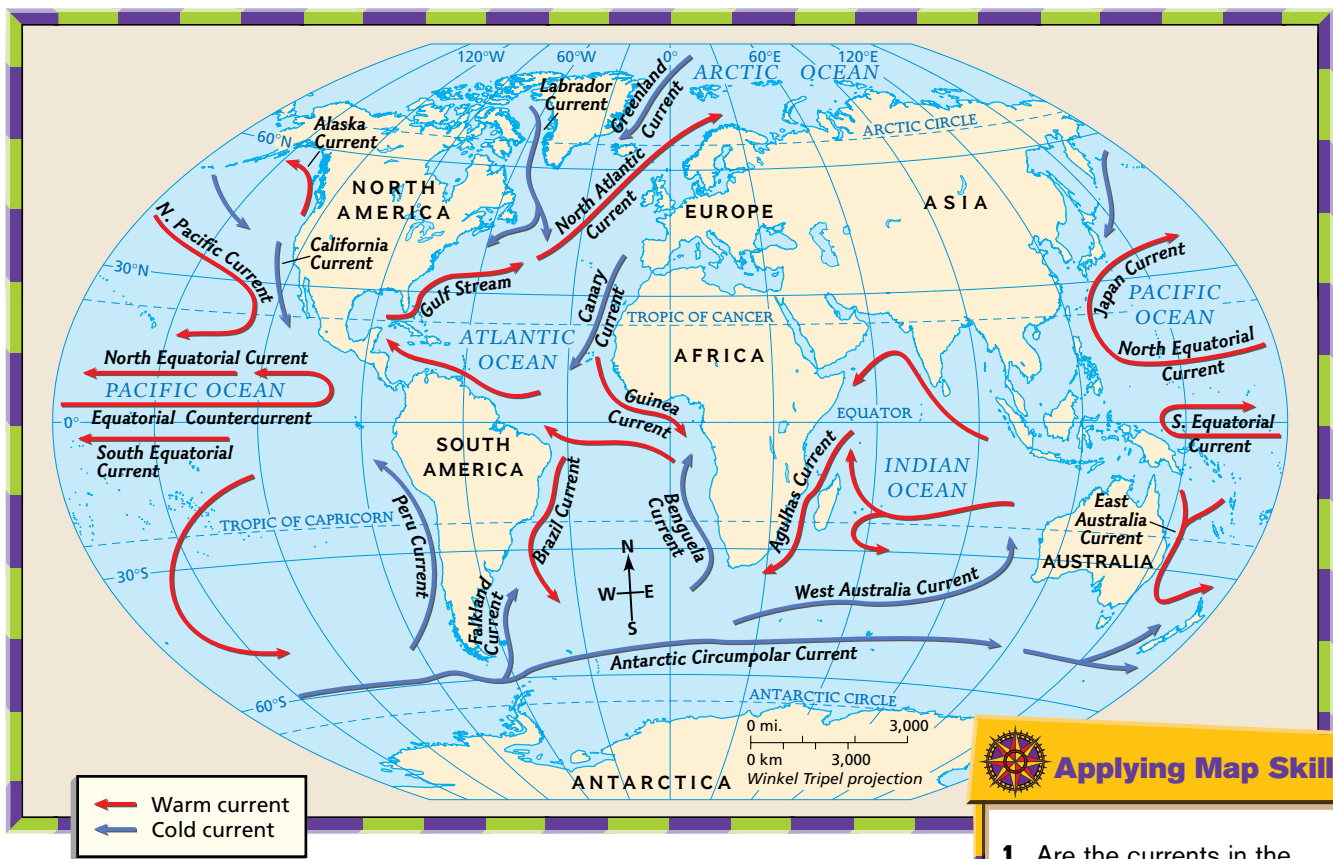 120°W
60°W
0°
60°E
120°E
ARCTIC OCEAN
Labrador
Current
Greenland
Current
ARCTIC CIRCLE
60°N
Alaska
Current
NORTH
AMERICA
North Atlantic
Current
EUROPE
ASIA
N. Pacific Current
California
Current
30°N
Gulf Stream
Canary
Current
Japan Current
PACIFIC
OCEAN
TROPIC OF CANCER
ATLANTIC
OCEAN
AFRICA
North Equatorial
Current
North Equatorial Current
PACIFIC OCEAN
Equatorial Countercurrent
Guinea
Current
EQUATOR
0°
S. Equatorial
Current
South Equatorial
Current
SOUTH
AMERICA
INDIAN
OCEAN
Agulhas Current
Peru Current
Brazil Current
Benguela
Current
TROPIC OF CAPRICORN
East
Australia
Current
AUSTRALIA
30°S
N
W E
S
Falkland
Current
West Australia Current
Antarctic Circumpolar Current
60°S
ANTARCTIC CIRCLE
0 mi. 3,000
0 km 3,000
Winkel Tripel projection
ANTARCTICA
Warm current
Cold current
Applying Map Skill
1 Are the currents in the